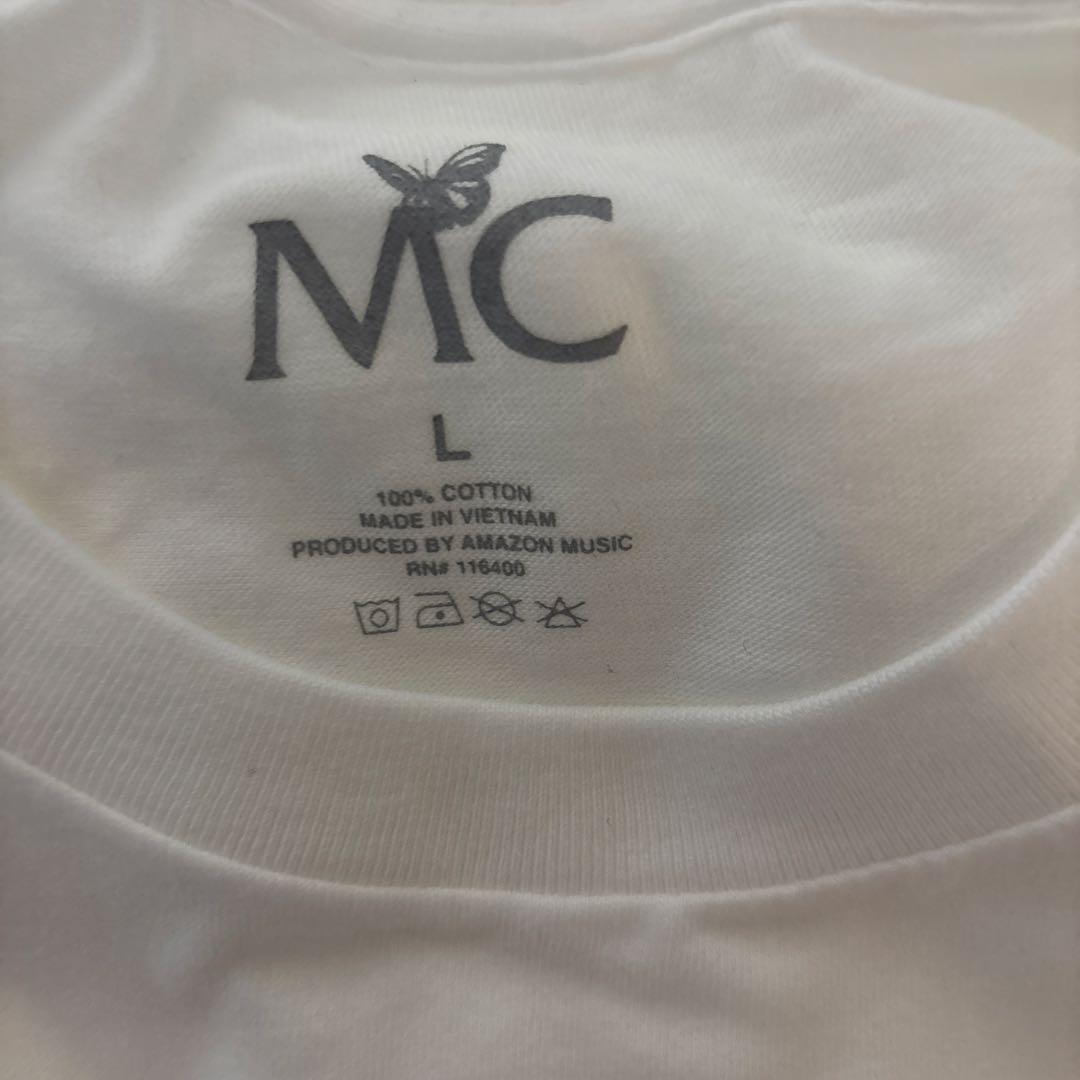 MC
L
100% COTTON
MADE IN VIETNAM
PRODUCED BY AMAZON MUSIC
RN# 116400